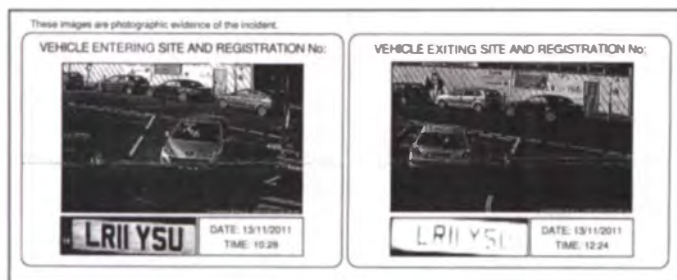 These images are photographic evidence of the incident.
VEHICLE ENTERING SITE AND REGISTRATION No:
LR11 YSU
DATE: 13/11/2011
TIME: 10:28
VEHICLE EXITING SITE AND REGISTRATION No:
LR11 YSU
DATE: 13/11/2011
TIME: 12:24